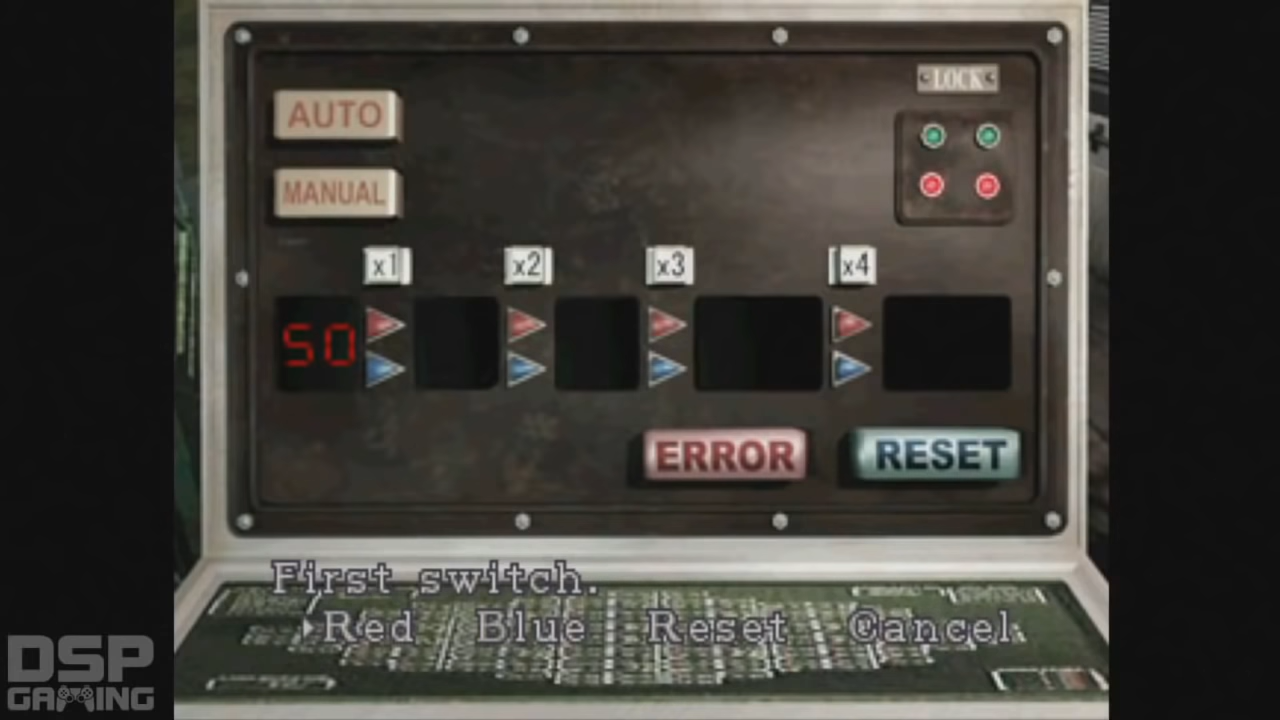 LOCK
AUTO
MANUAL
x1 x2 x3 x4
50
ERROR RESET
First switch.
Red Blue Reset Cancel
DSP
GAMING